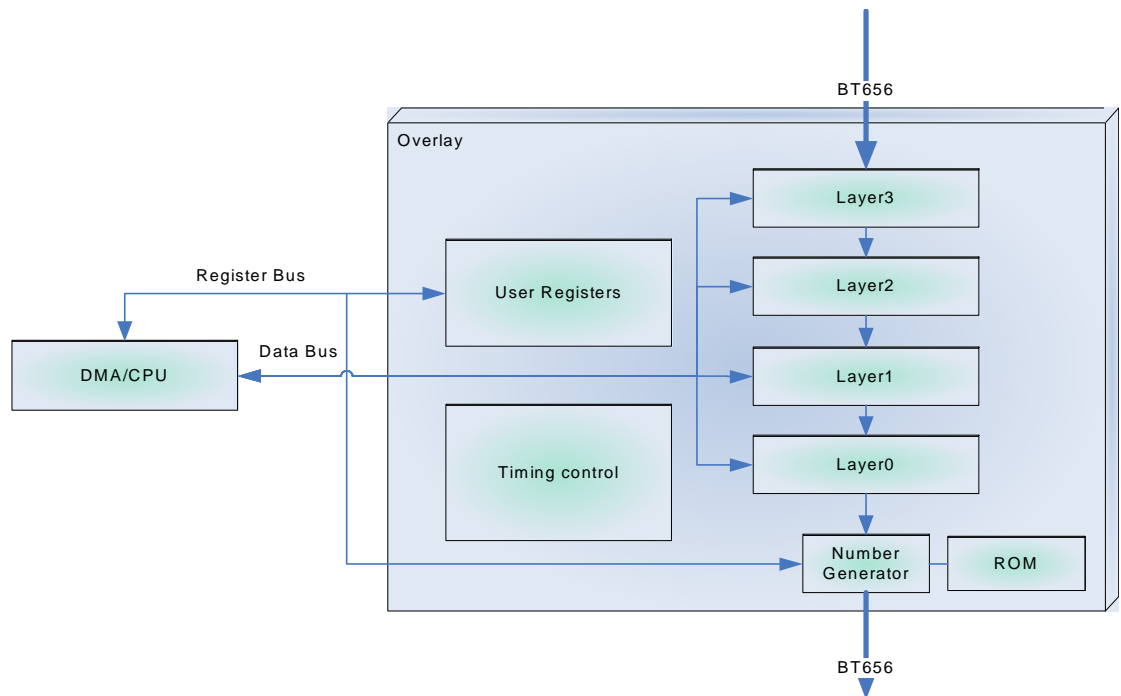 BT656
Overlay
Layer3
Register Bus
User Registers
Layer2
Data Bus
DMA/CPU
Layer1
Timing control
Layer0
Number
Generator
ROM
BT656